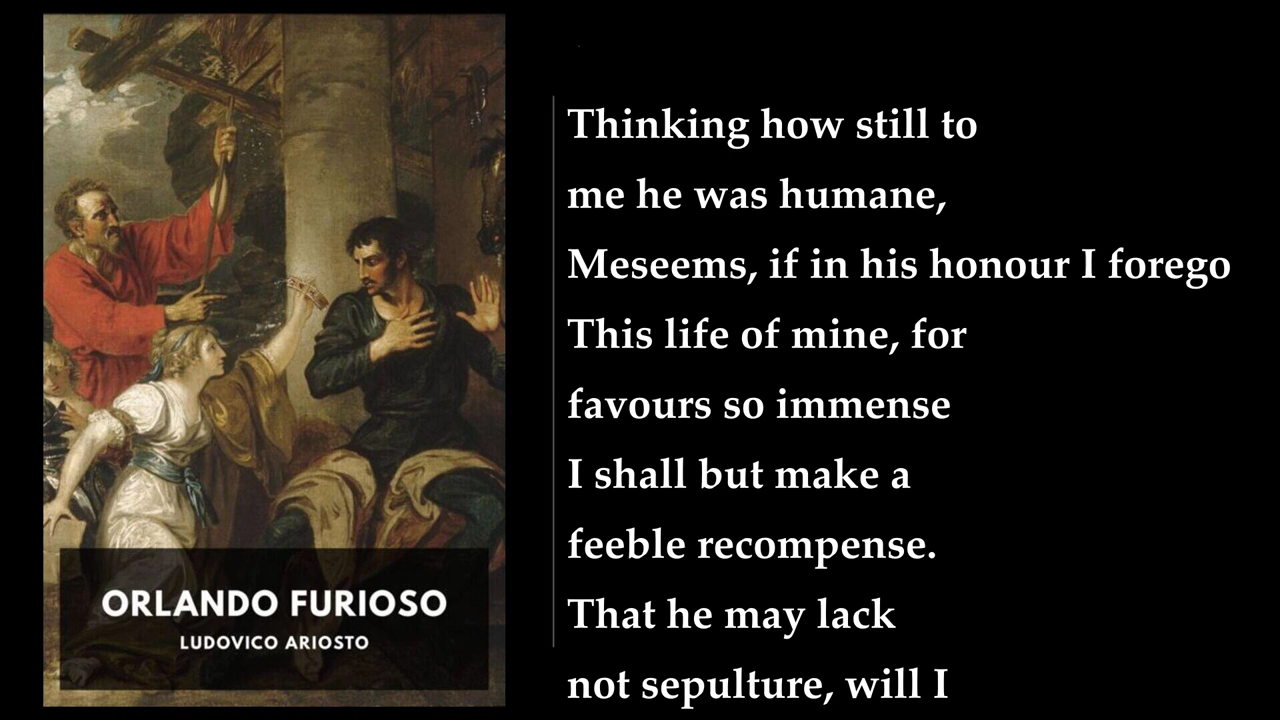 ORLANDO FURIOSO
LUDOVICO ARIOSTO
Thinking how still to
me he was humane,
Meseems, if in his honour I forego
This life of mine, for
favours so immense
I shall but make a
feeble recompense.
That he may lack
not sepulture, will I